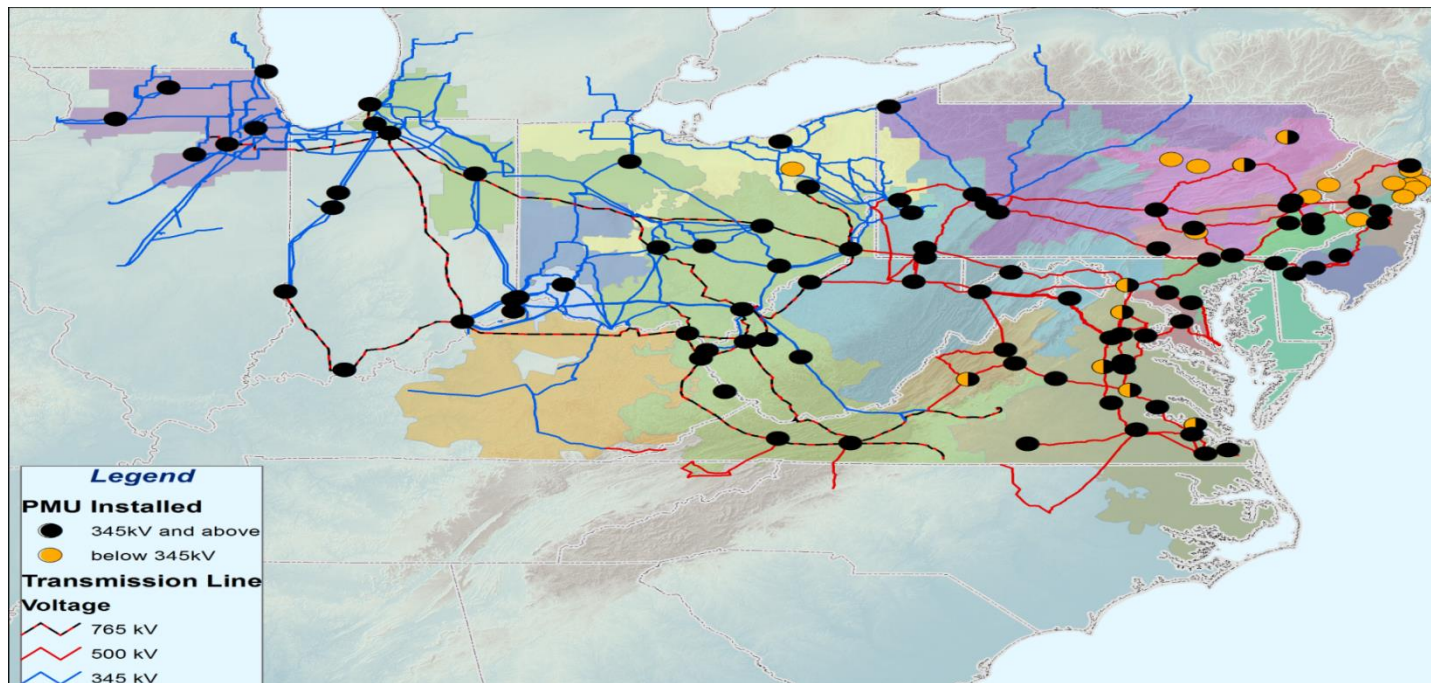 Legend
PMU Installed
345kV and above
below 345kV
Transmission Line
Voltage
765 kV
500 kV
345 kV